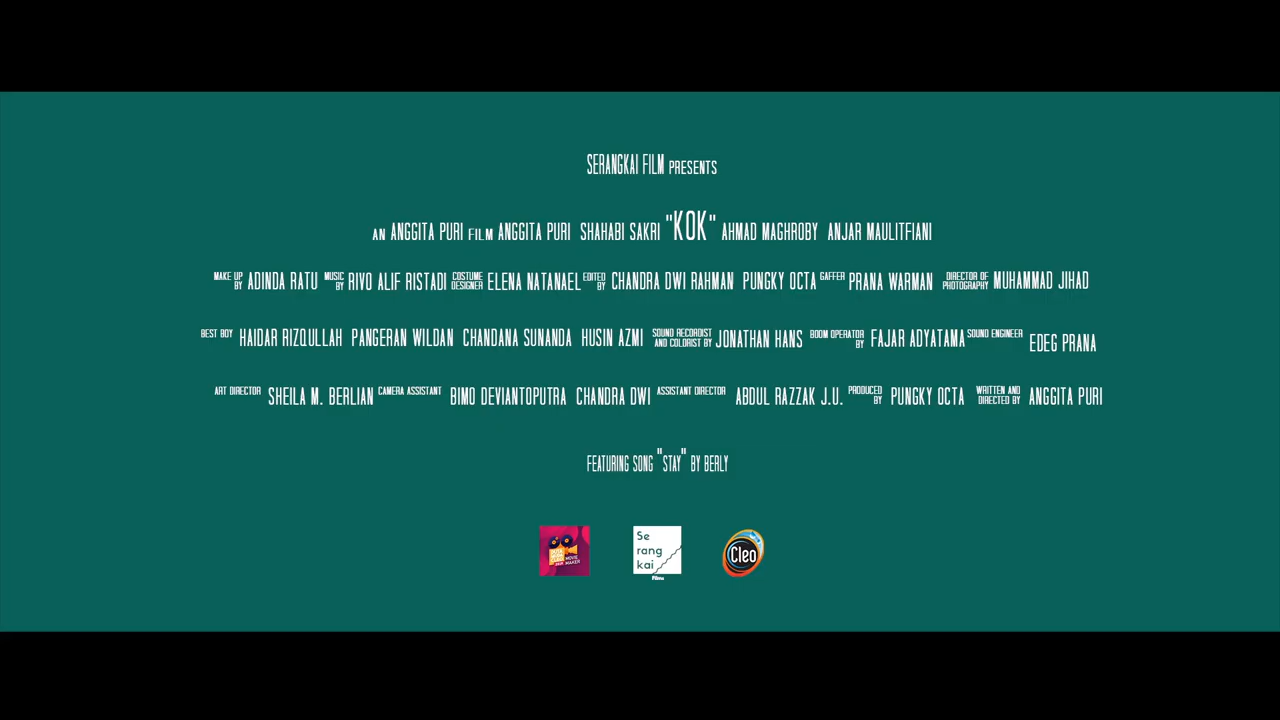 SERANGKAI FILM PRESENTS
AN ANGGITA PURI FILM ANGGITA PURI SHAHABI SAKRI "KOK" AHMAD MAGHROBY ANJAR MAULITFIANI
MAKE UP BY ADINDA RATU MUSIC BY RIVO ALIF RISTADI COSTUME DESIGNER ELENA NATANAEL EDITED BY CHANDRA DWI RAHMAN PUNGKY OCTA GAFFER PRANA WARMAN DIRECTOR OF PHOTOGRAPHY MUHAMMAD JIHAD
BEST BOY HAIDAR RIZQULLAH PANGERAN WILDAN CHANDANA SUNANDA HUSIN AZMI SOUND RECORDIST AND COLORIST BY JONATHAN HANS BOOM OPERATOR BY FAJAR ADYATAMA SOUND ENGINEER EDEG PRANA
ART DIRECTOR SHEILA M. BERLIAN CAMERA ASSISTANT BIMO DEVIANTOPUTRA CHANDRA DWI ASSISTANT DIRECTOR ABDUL RAZZAK J.U. PRODUCED BY PUNGKY OCTA WRITTEN AND DIRECTED BY ANGGITA PURI
FEATURING SONG "STAY" BY BERLY
MOVIE
MAKER
Se
rang
kai
Films
Cleo